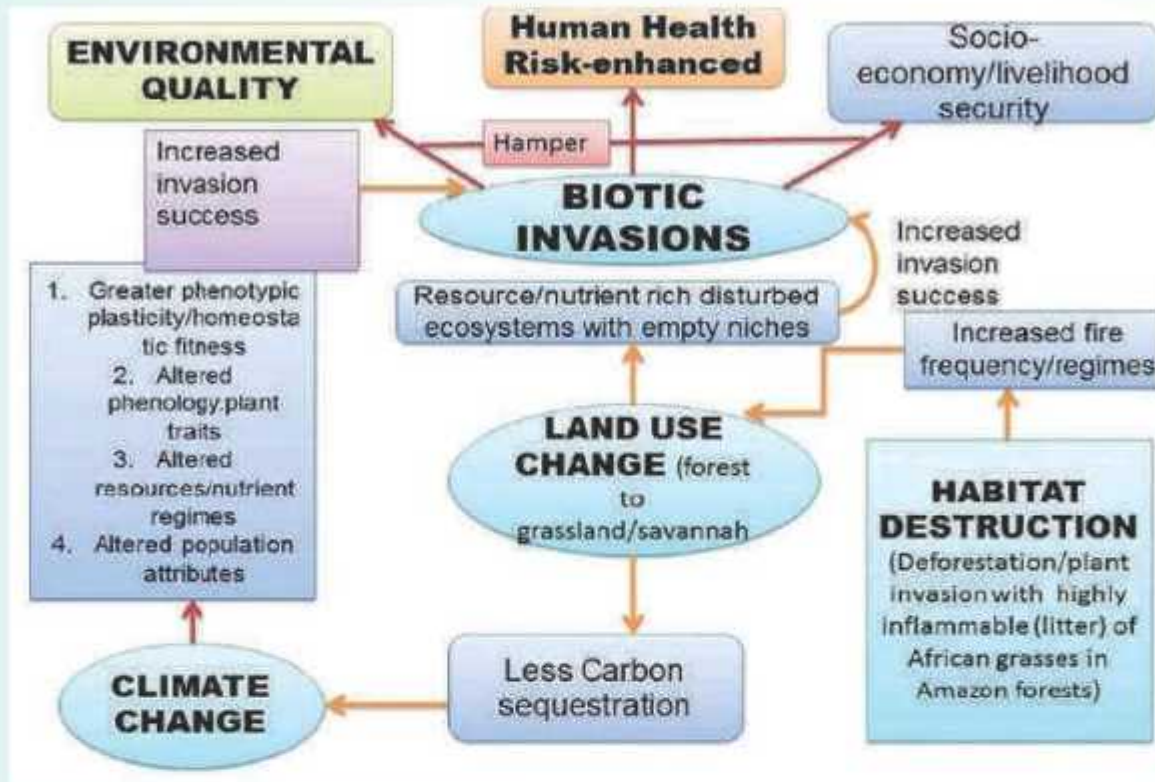 ENVIRONMENTAL
QUALITY
Human Health
Risk-enhanced
Socio-
economy/livelihood
security
Hamper
Increased
invasion
success
BIOTIC
INVASIONS
Increased
invasion
success
1. Greater phenotypic
plasticity/homeosta
tic fitness
2. Altered
phenology.plant
traits
3. Altered
resources/nutrient
regimes
4. Altered population
attributes
Resource/nutrient rich disturbed
ecosystems with empty niches
Increased fire
frequency/regimes
LAND USE
CHANGE (forest
to
grassland/savannah
HABITAT
DESTRUCTION
(Deforestation/plant
invasion with highly
inflammable (litter) of
African grasses in
Amazon forests)
Less Carbon
sequestration
CLIMATE
CHANGE